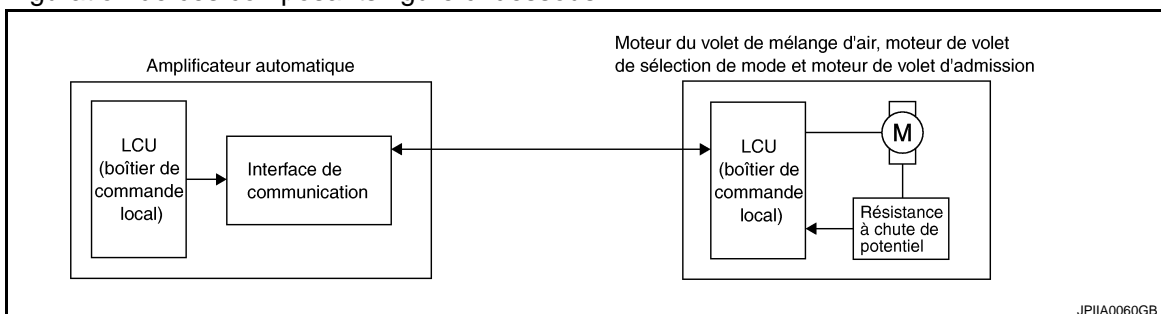 Amplificateur automatique
LCU
(boîtier de
commande
local)
Interface de
communication
Moteur du volet de mélange d'air, moteur de volet
de sélection de mode et moteur de volet d'admission
LCU
(boîtier de
commande
local)
M
Résistance
à chute de
potentiel
JPIIA0060GB